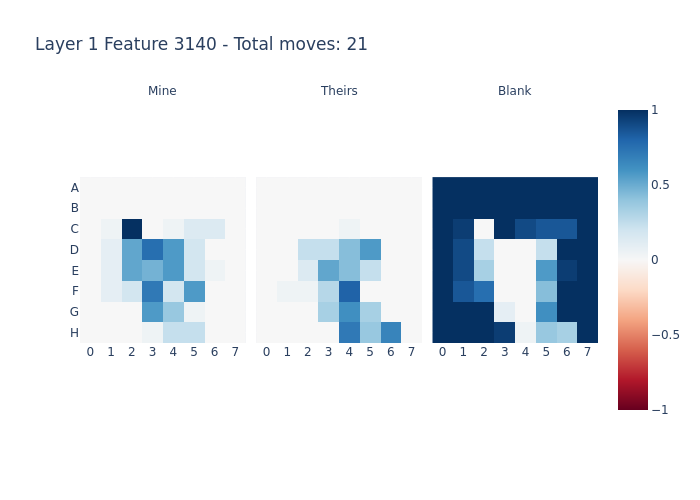 Layer 1 Feature 3140 - Total moves: 21
Mine Theirs Blank
A
B
C
D
E
F
G
H
0 1 2 3 4 5 6 7 0 1 2 3 4 5 6 7 0 1 2 3 4 5 6 7
1
0.5
0
−0.5
−1